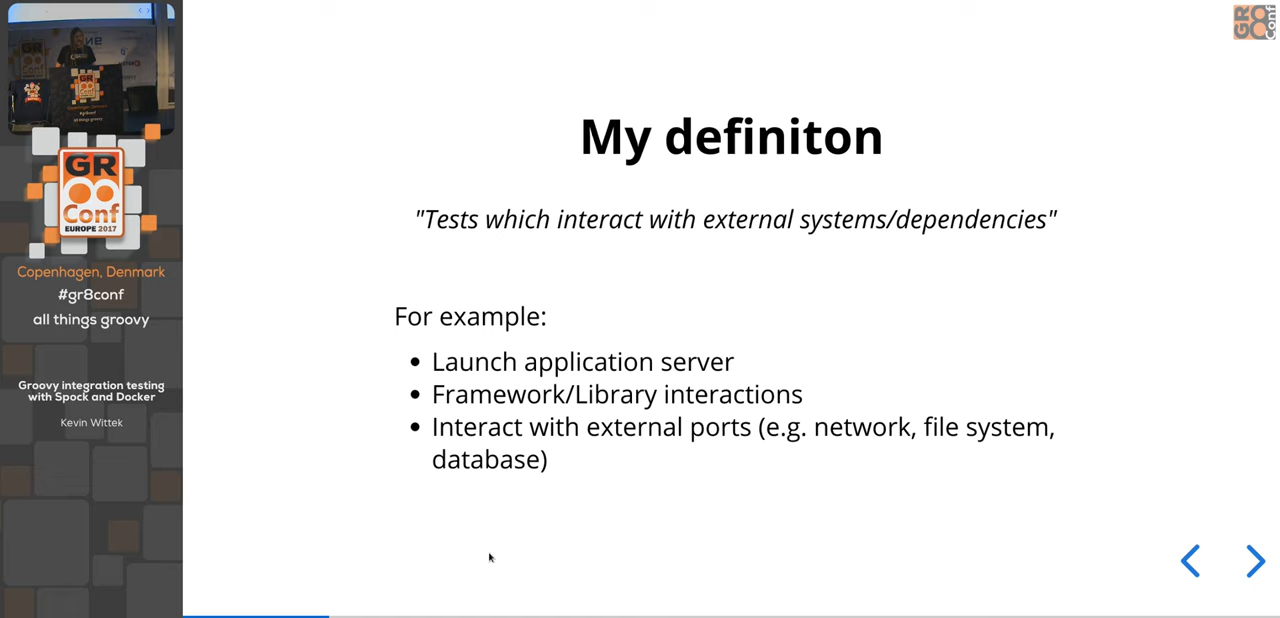 GR
Conf
EUROPE 2017
Copenhagen, Denmark
#gr8conf
all things groovy
Groovy integration testing
with Spock and Docker
Kevin Wittek
GR
Conf
My definiton
"Tests which interact with external systems/dependencies"
For example:
• Launch application server
• Framework/Library interactions
• Interact with external ports (e.g. network, file system,
database)